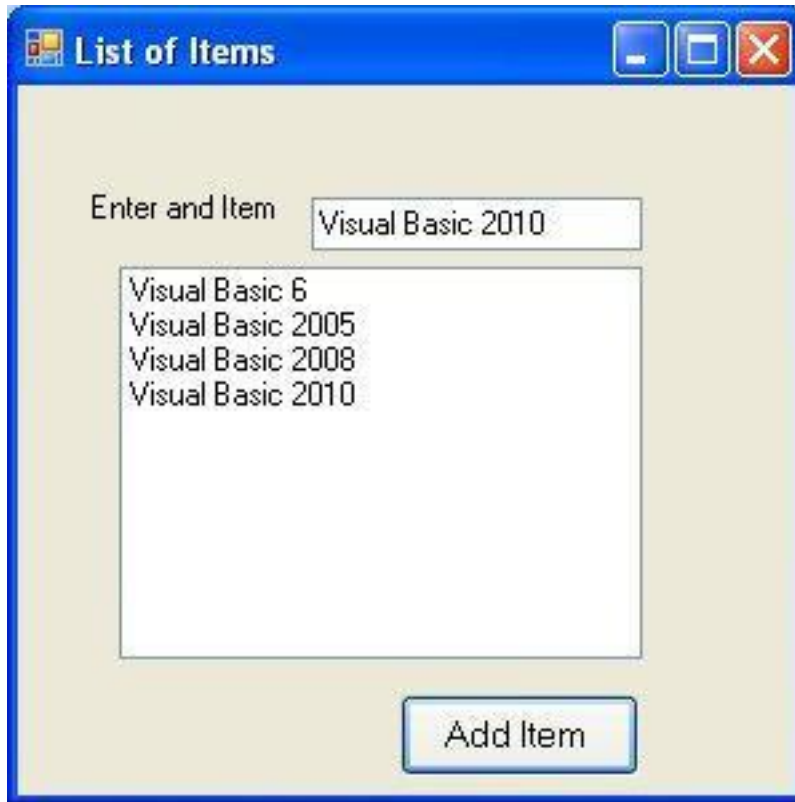 List of Items
Enter and Item
Visual Basic 2010
Visual Basic 6
Visual Basic 2005
Visual Basic 2008
Visual Basic 2010
Add Item